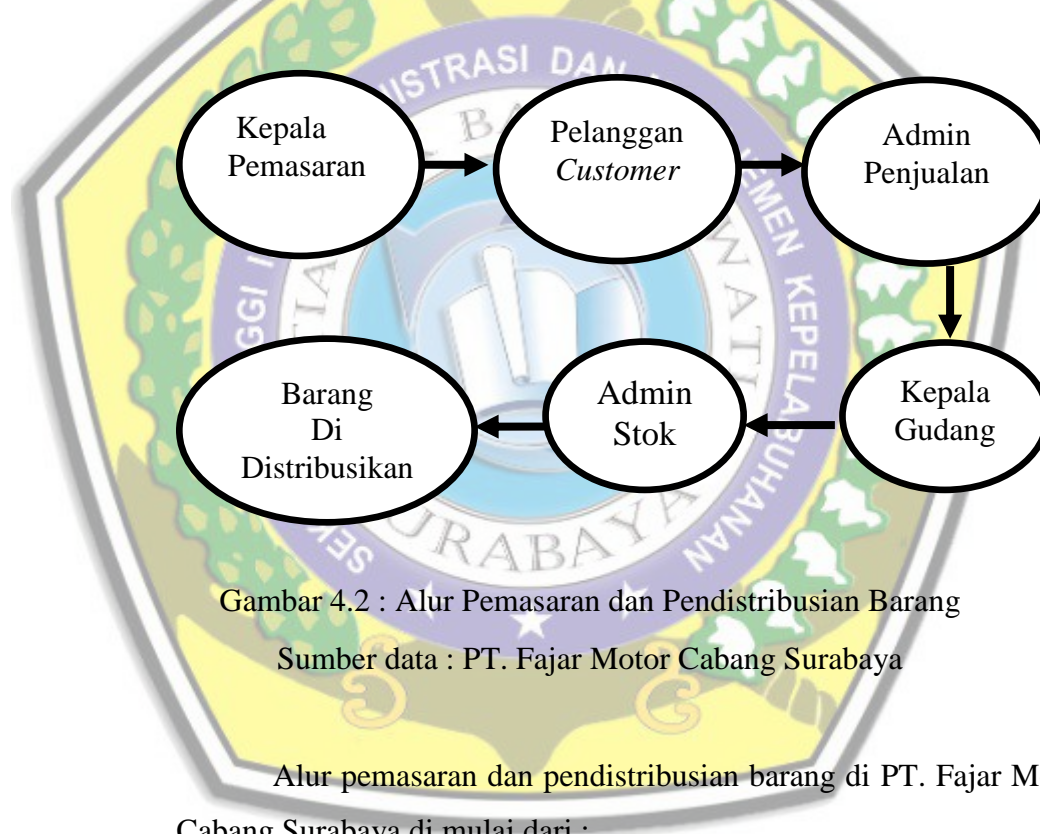 Kepala
Pemasaran
Pelanggan
Customer
Admin
Penjualan
Kepala
Gudang
Admin
Stok
Barang
Di
Distribusikan
Gambar 4.2 : Alur Pemasaran dan Pendistribusian Barang
Sumber data : PT. Fajar Motor Cabang Surabaya
Alur pemasaran dan pendistribusian barang di PT. Fajar M
Cabang Surabaya di mulai dari :
KEPELABUHANAN
SURABAYA